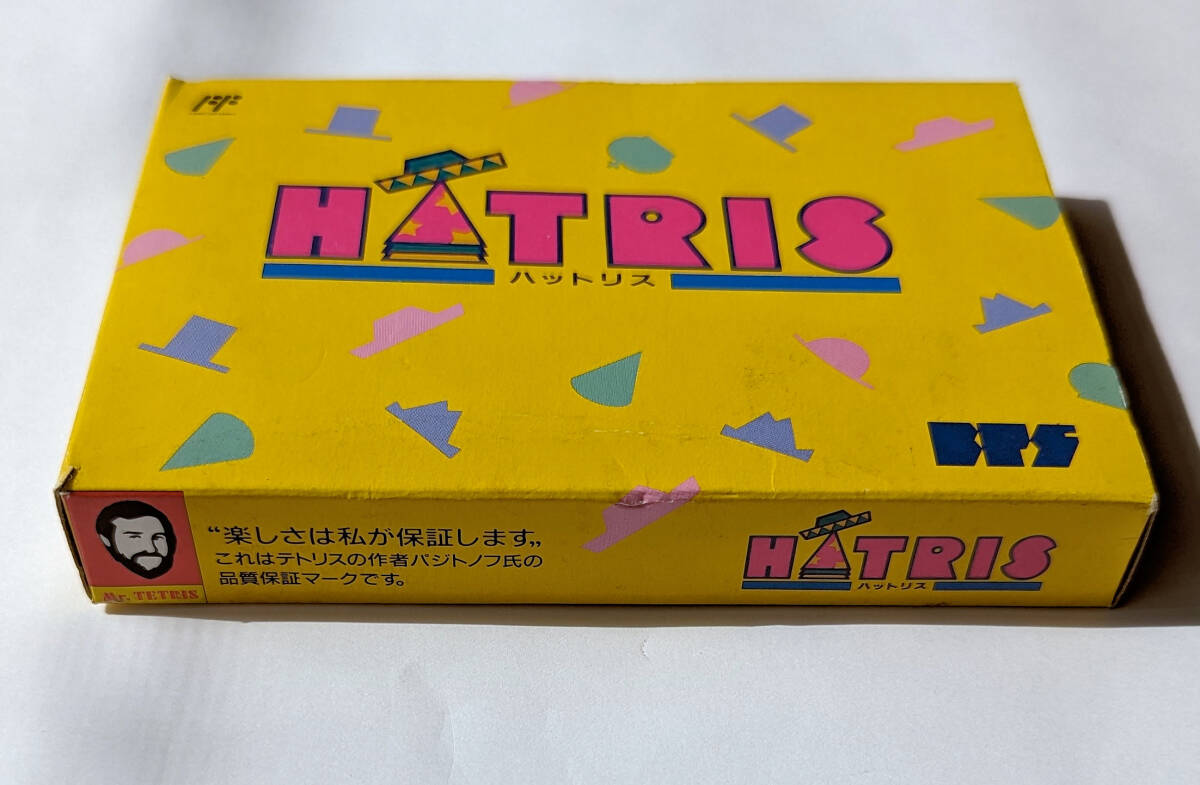 HATRIS
ハットリス
BPS
Mr. TETRIS
“楽しさは私が保証します„
これはテトリスの作者パジトノフ氏の
品質保証マークです。
HATRIS
ハットリス